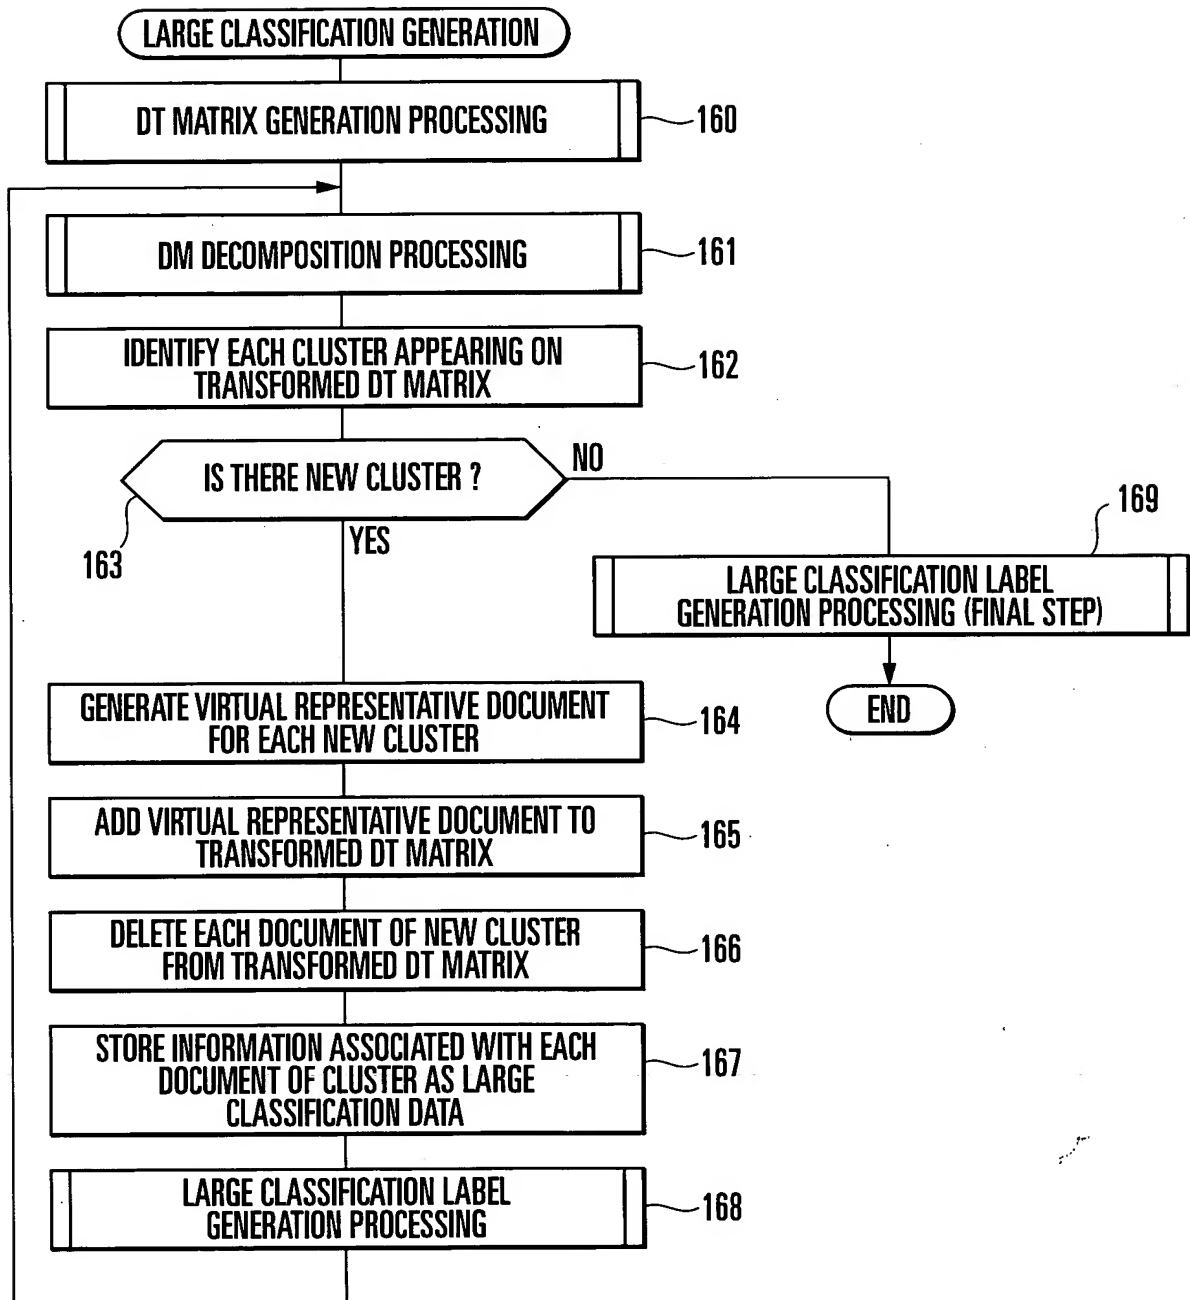 LARGE CLASSIFICATION GENERATION
DT MATRIX GENERATION PROCESSING
160
DM DECOMPOSITION PROCESSING
161
IDENTIFY EACH CLUSTER APPEARING ON
TRANSFORMED DT MATRIX
162
IS THERE NEW CLUSTER ?
NO
163
YES
169
LARGE CLASSIFICATION LABEL
GENERATION PROCESSING (FINAL STEP)
END
GENERATE VIRTUAL REPRESENTATIVE DOCUMENT
FOR EACH NEW CLUSTER
164
ADD VIRTUAL REPRESENTATIVE DOCUMENT TO
TRANSFORMED DT MATRIX
165
DELETE EACH DOCUMENT OF NEW CLUSTER
FROM TRANSFORMED DT MATRIX
166
STORE INFORMATION ASSOCIATED WITH EACH
DOCUMENT OF CLUSTER AS LARGE
CLASSIFICATION DATA
167
LARGE CLASSIFICATION LABEL
GENERATION PROCESSING
168